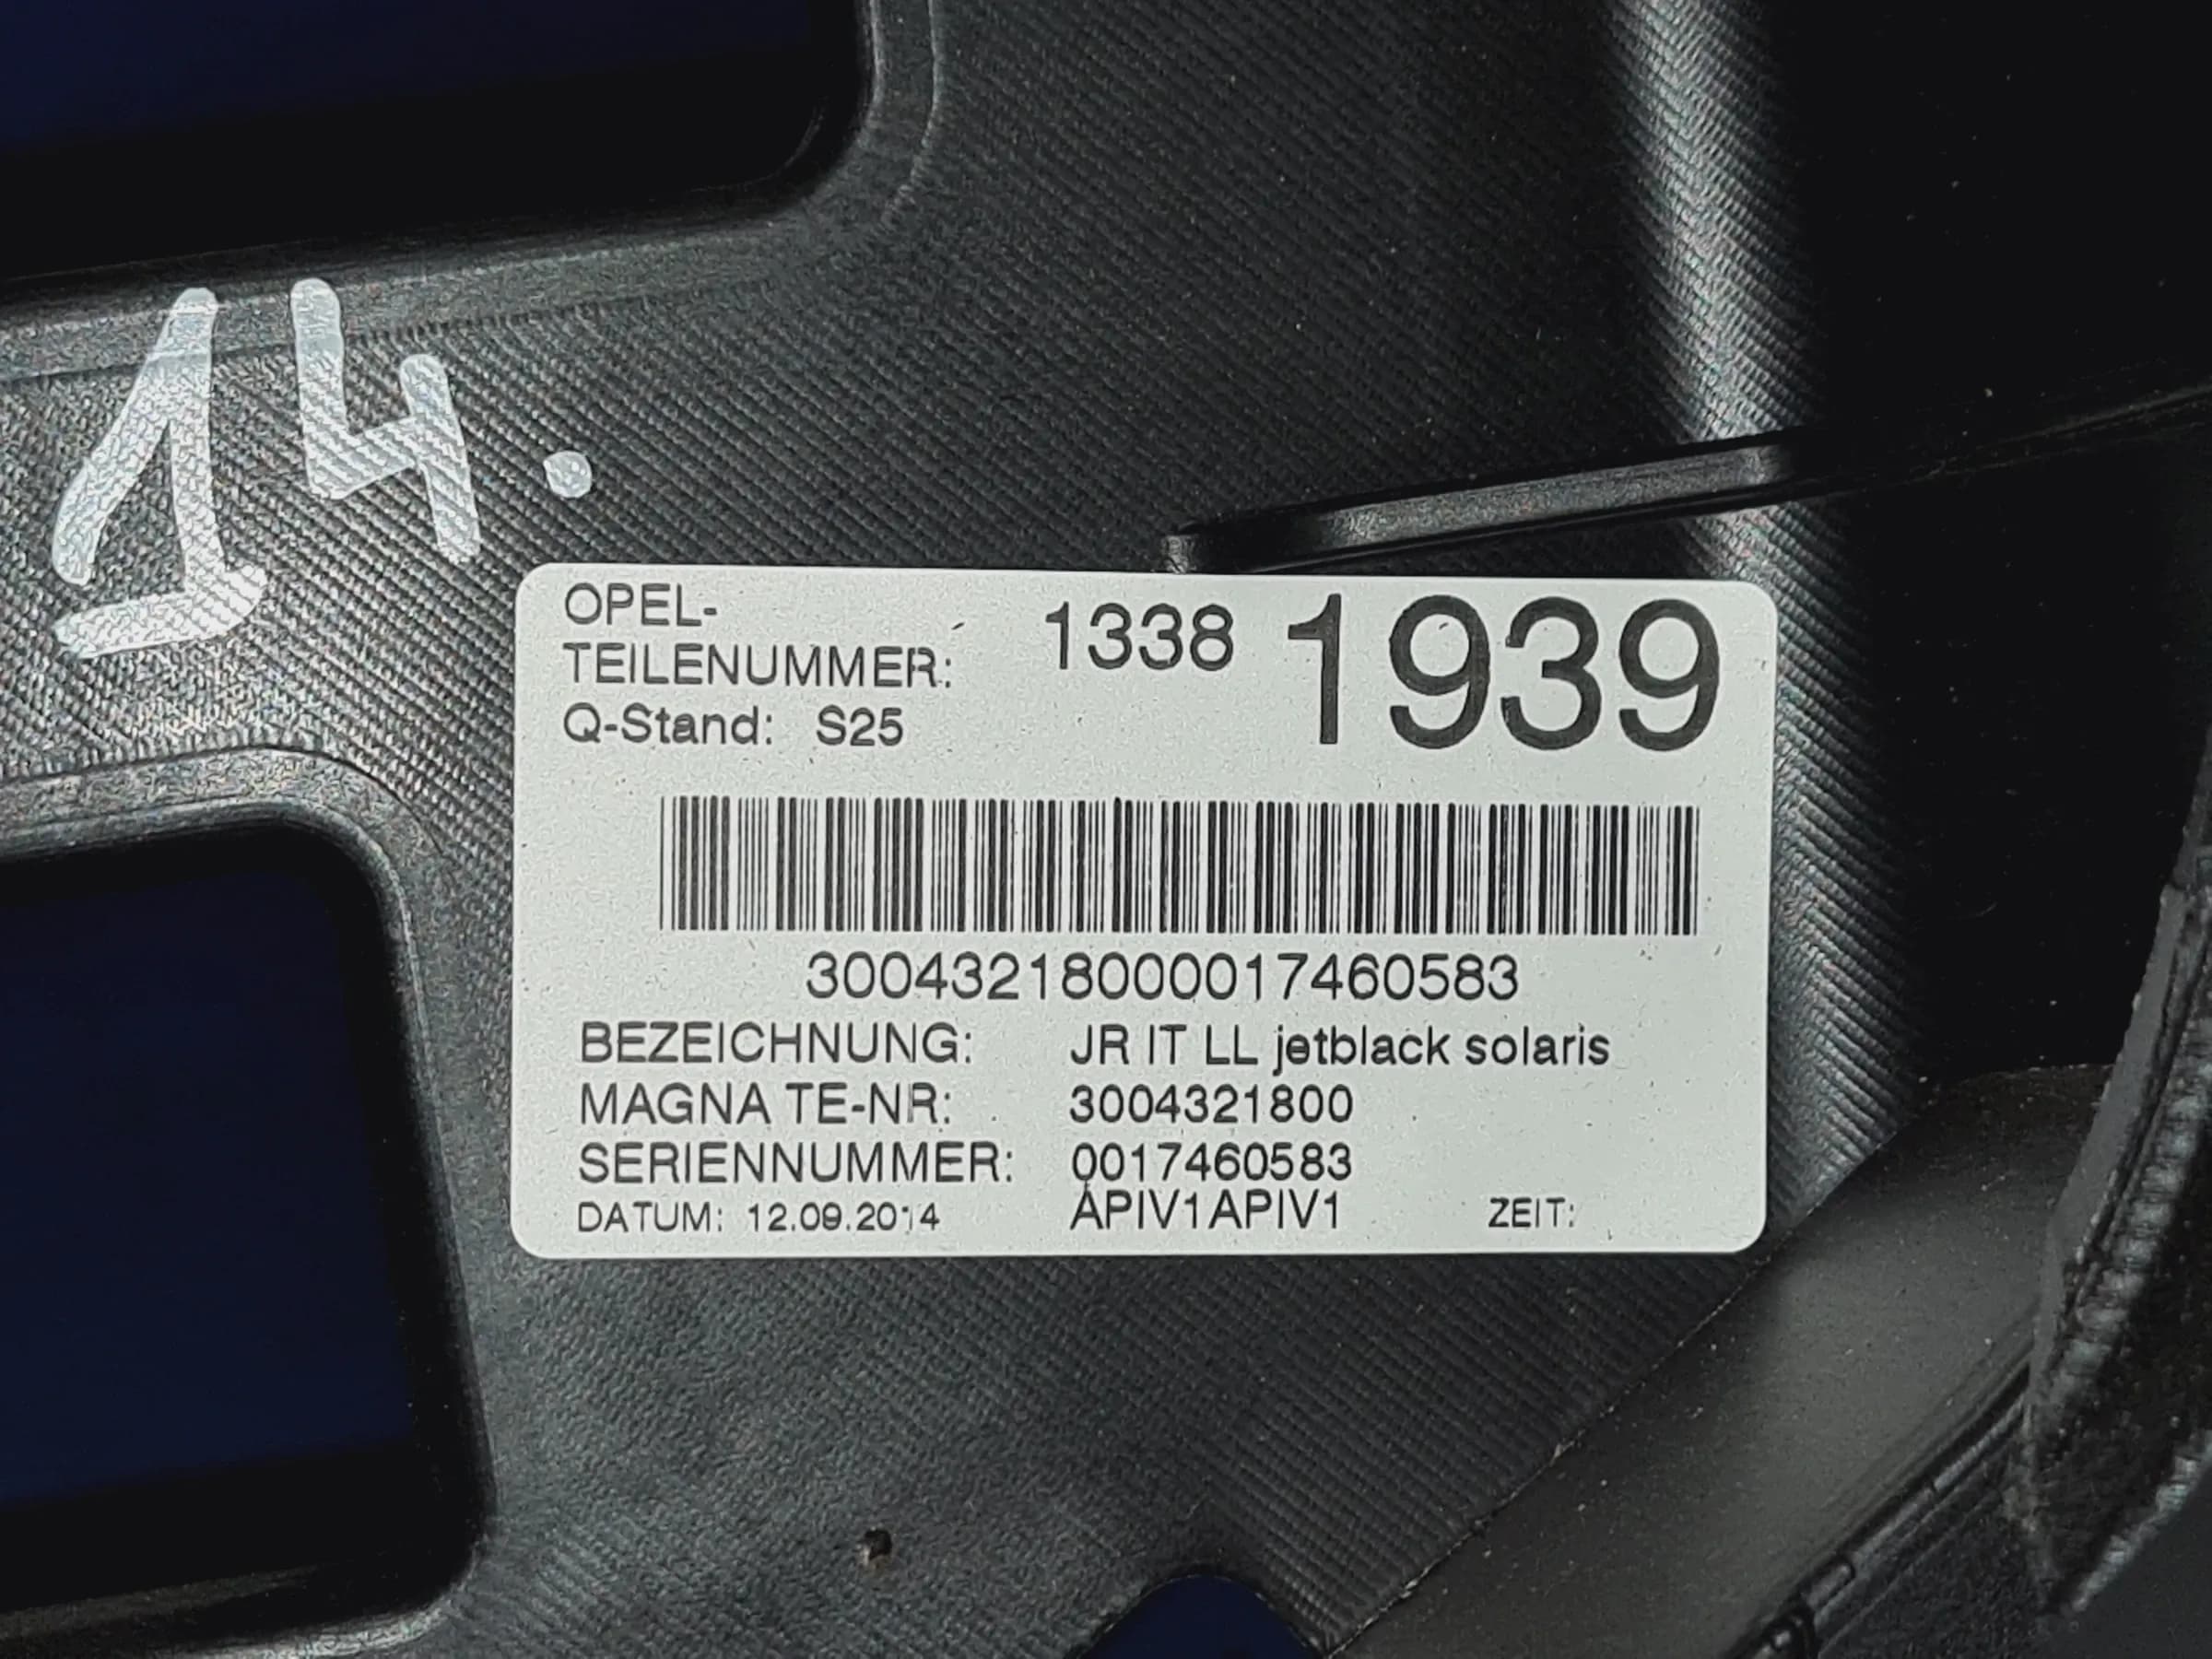 14.
OPEL-
TEILENUMMER: 1338 1939
Q-Stand: S25
30043218000017460583
BEZEICHNUNG: JR IT LL jetblack solaris
MAGNA TE-NR: 3004321800
SERIENNUMMER: 0017460583
DATUM: 12.09.2014 APIV1APIV1 ZEIT: